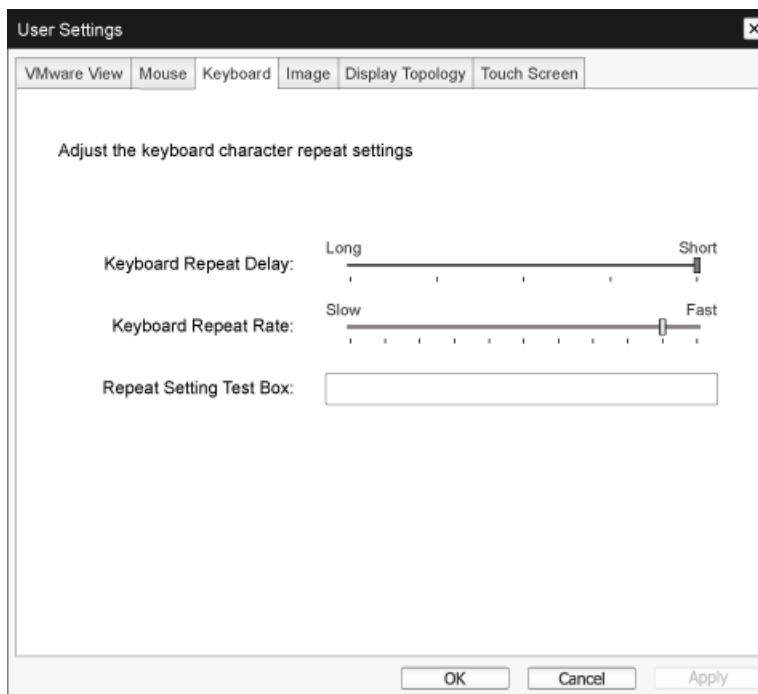 User Settings
VMware View Mouse Keyboard Image Display Topology Touch Screen
Adjust the keyboard character repeat settings
Long Short
Keyboard Repeat Delay:
Slow Fast
Keyboard Repeat Rate:
Repeat Setting Test Box:
OK Cancel Apply